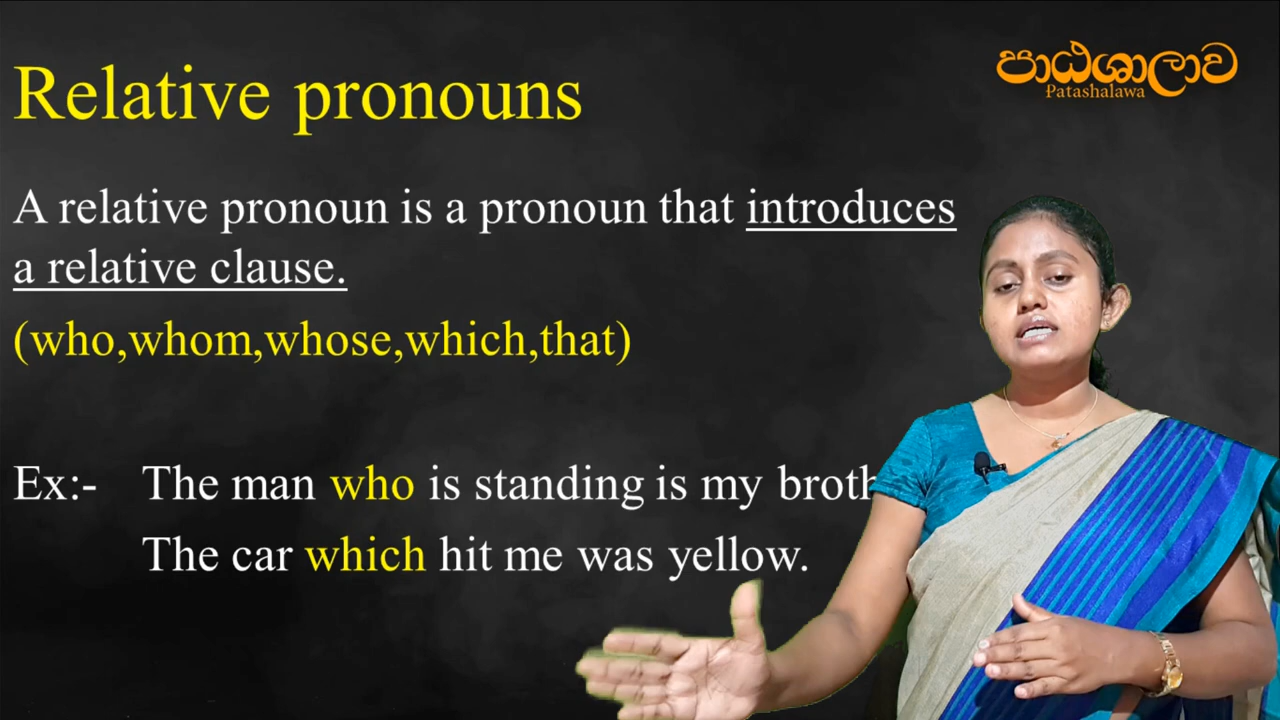 Relative pronouns
පාඨශාලාව
Patashalawa
A relative pronoun is a pronoun that introduces
a relative clause.
(who,whom,whose,which,that)
Ex:- The man who is standing is my
The car which hit me was yellow.